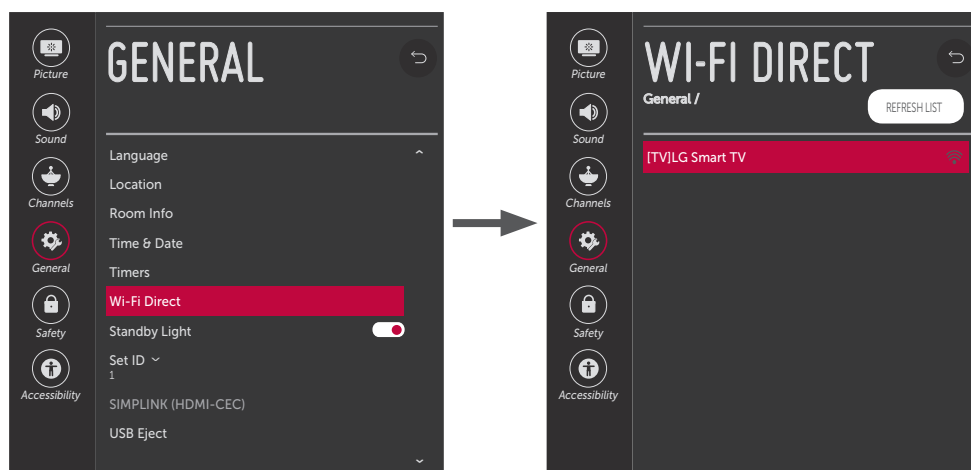 Picture
Sound
Channels
General
Safety
Accessibility
GENERAL
Language
Location
Room Info
Time & Date
Timers
Wi-Fi Direct
Standby Light
Set ID
1
SIMPLINK (HDMI-CEC)
USB Eject
Picture
Sound
Channels
General
Safety
Accessibility
WI-FI DIRECT
General /
REFRESH LIST
[TV]LG Smart TV